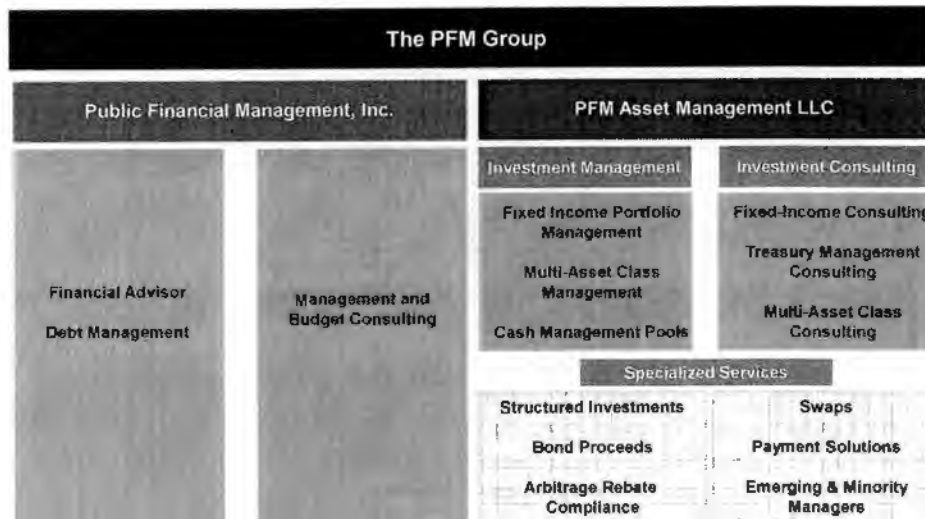 The PFM Group
Public Financial Management, Inc.
PFM Asset Management LLC
Financial Advisor
Debt Management
Management and
Budget Consulting
Investment Management
Fixed Income Portfolio
Management
Multi-Asset Class
Management
Cash Management Pools
Investment Consulting
Fixed-Income Consulting
Treasury Management
Consulting
Multi-Asset Class
Consulting
Specialized Services
Structured Investments
Bond Proceeds
Arbitrage Rebate
Compliance
Swaps
Payment Solutions
Emerging & Minority
Managers